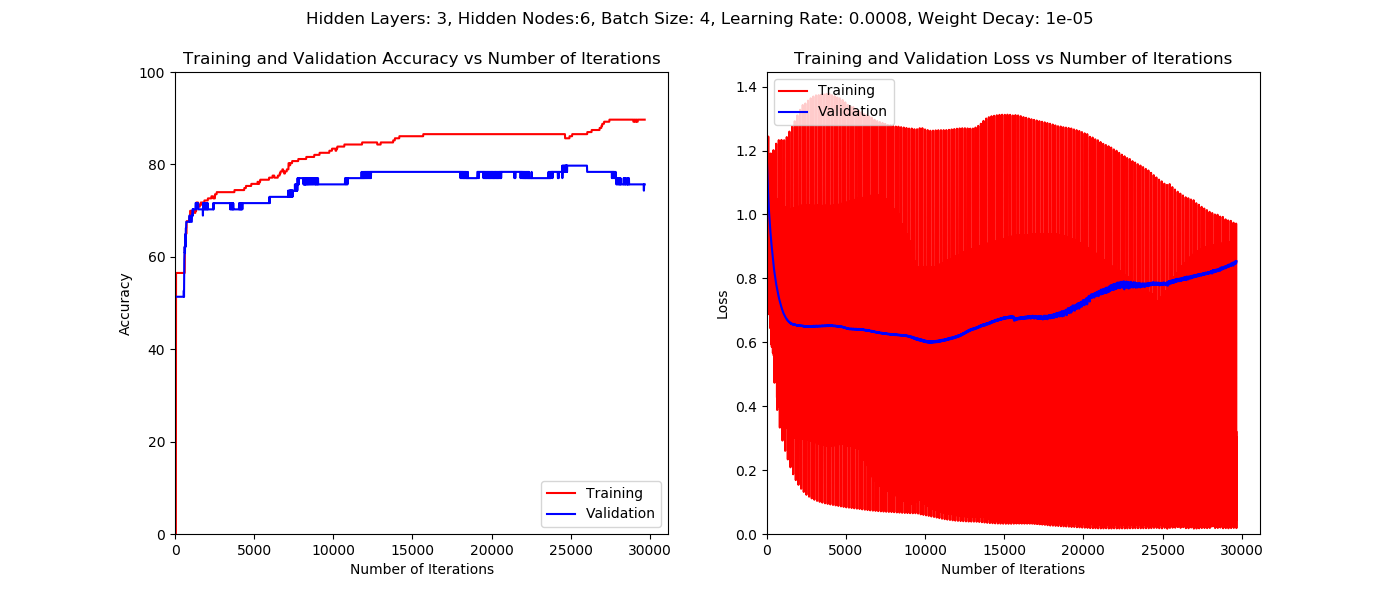 Hidden Layers: 3, Hidden Nodes:6, Batch Size: 4, Learning Rate: 0.0008, Weight Decay: 1e-05
Training and Validation Accuracy vs Number of Iterations
100
80
60
40
20
0
Accuracy
0 5000 10000 15000 20000 25000 30000
Number of Iterations
Training
Validation
Training and Validation Loss vs Number of Iterations
Training
Validation
1.4
1.2
1.0
0.8
0.6
0.4
0.2
0.0
Loss
0 5000 10000 15000 20000 25000 30000
Number of Iterations